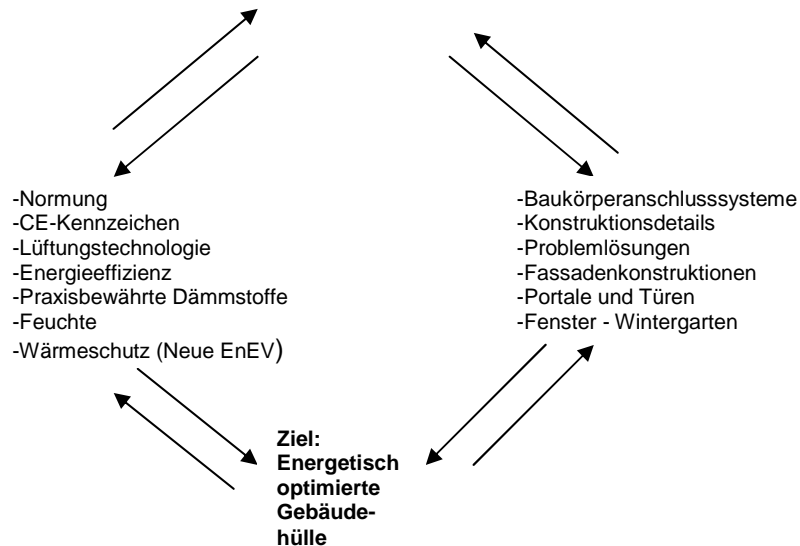 -Normung
-CE-Kennzeichen
-Lüftungstechnologie
-Energieeffizienz
-Praxisbewährte Dämmstoffe
-Feuchte
-Wärmeschutz (Neue EnEV)
-Baukörperanschlusssysteme
-Konstruktionsdetails
-Problemlösungen
-Fassadenkonstruktionen
-Portale und Türen
-Fenster - Wintergarten
Ziel:
Energetisch
optimierte
Gebäude-
hülle